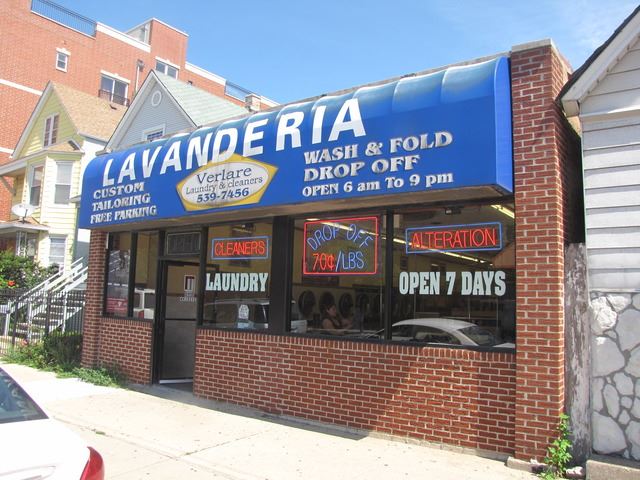 LAVANDERIA
CUSTOM
TAILORING
FREE PARKING
Verlare
Laundry & cleaners
539-7456
WASH & FOLD
DROP OFF
OPEN 6 am To 9 pm
CLEANERS
LAUNDRY
DROP OFF
70¢/LBS
ALTERATION
OPEN 7 DAYS